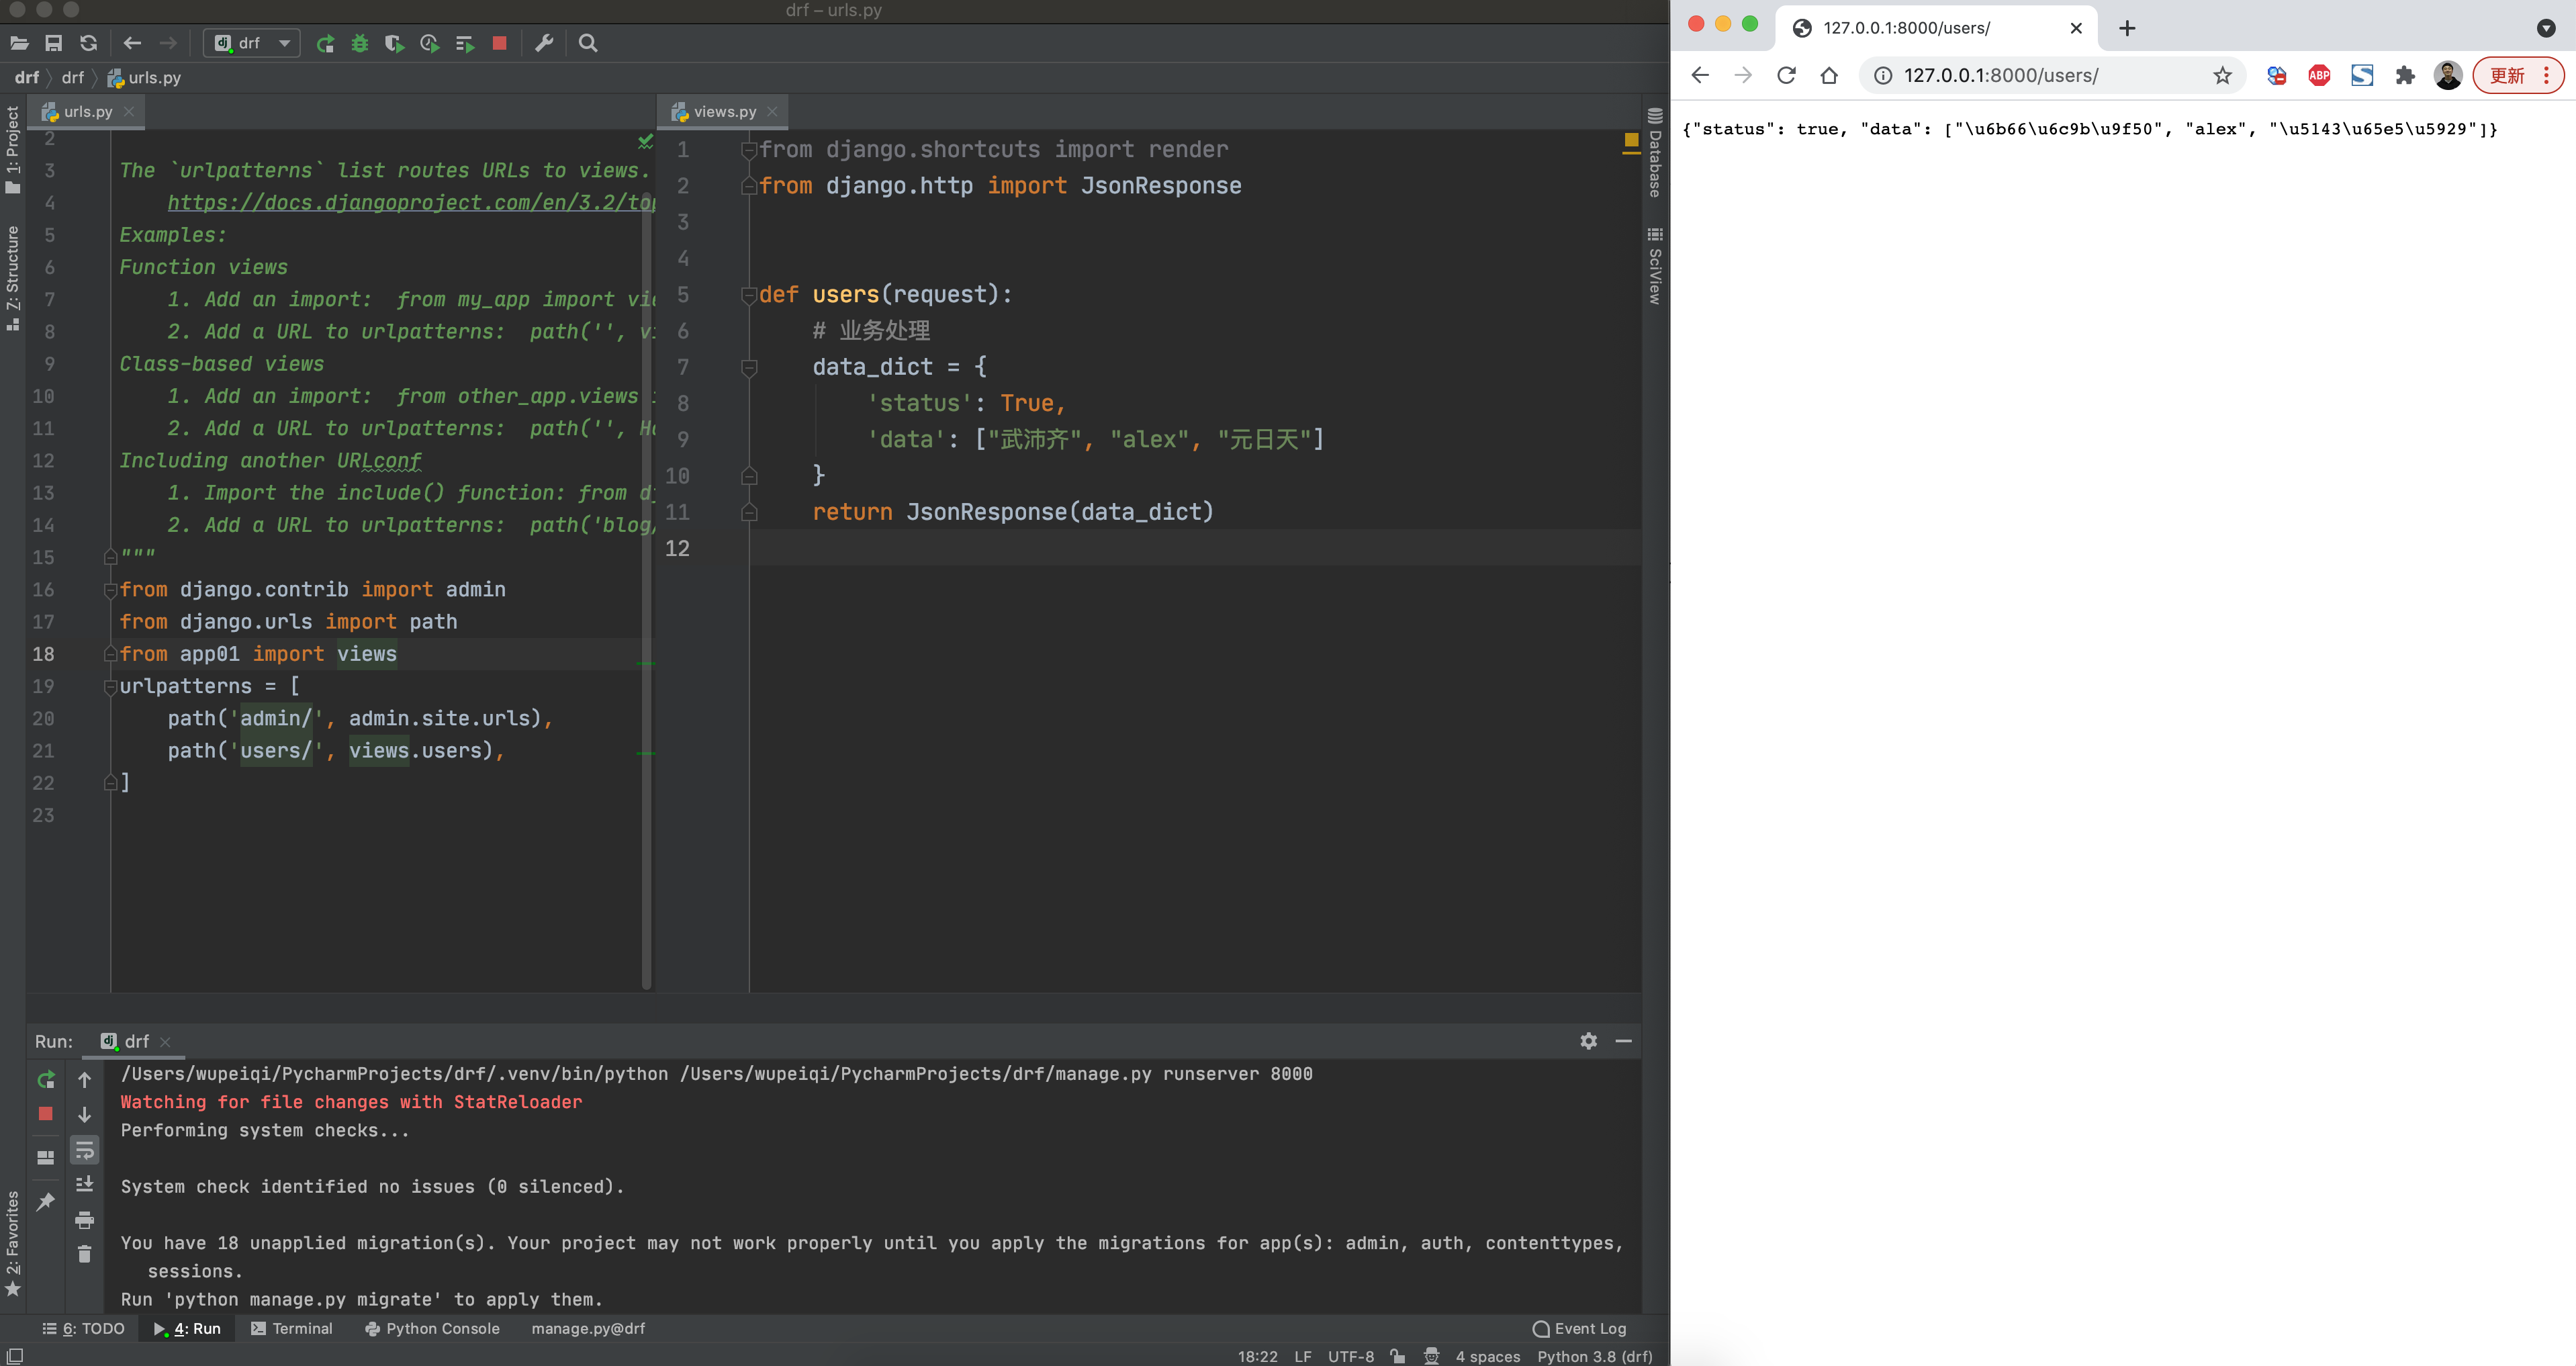 drf – urls.py
drf
drf
drf
urls.py
1: Project
Z: Structure
2: Favorites
urls.py
2
3 The `urlpatterns` list routes URLs to views.
4 https://docs.djangoproject.com/en/3.2/top
5 Examples:
6 Function views
7 1. Add an import:  from my_app import vie
8 2. Add a URL to urlpatterns:  path('', vi
9 Class-based views
10 1. Add an import:  from other_app.views i
11 2. Add a URL to urlpatterns:  path('', Ho
12 Including another URLconf
13 1. Import the include() function: from dj
14 2. Add a URL to urlpatterns:  path('blog/
15 """
16 from django.contrib import admin
17 from django.urls import path
18 from app01 import views
19 urlpatterns = [
20 path('admin/', admin.site.urls),
21 path('users/', views.users),
22 ]
23
views.py
1 from django.shortcuts import render
2 from django.http import JsonResponse
3
4
5 def users(request):
6 # 业务处理
7 data_dict = {
8 'status': True,
9 'data': ["武沛齐", "alex", "元日天"]
10 }
11 return JsonResponse(data_dict)
12
Database
SciView
Run: drf
/Users/wupeiqi/PycharmProjects/drf/.venv/bin/python /Users/wupeiqi/PycharmProjects/drf/manage.py runserver 8000
Watching for file changes with StatReloader
Performing system checks...
System check identified no issues (0 silenced).
You have 18 unapplied migration(s). Your project may not work properly until you apply the migrations for app(s): admin, auth, contenttypes,
sessions.
Run 'python manage.py migrate' to apply them.
6: TODO 4: Run Terminal Python Console manage.py@drf Event Log
18:22 LF UTF-8 4 spaces Python 3.8 (drf)
127.0.0.1:8000/users/
127.0.0.1:8000/users/
ABP
更新
{"status": true, "data": ["\u6b66\u6c9b\u9f50", "alex", "\u5143\u65e5\u5929"]}